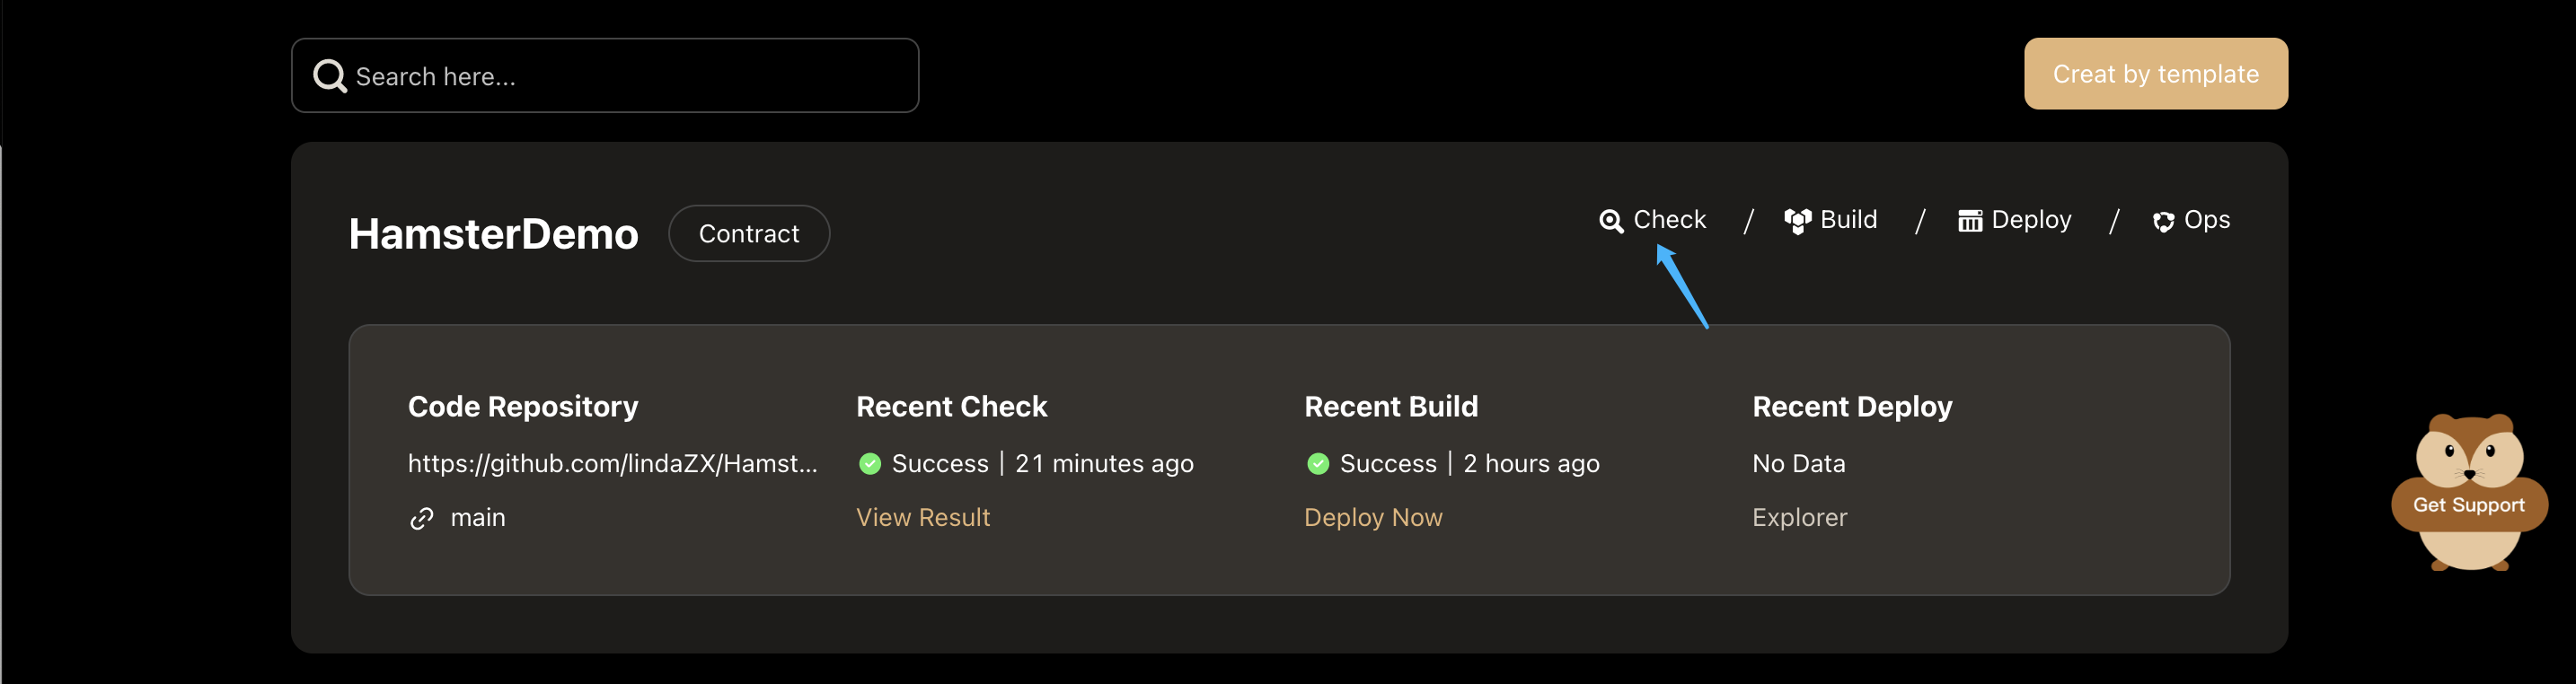 Search here...
Creat by template
HamsterDemo
Contract
Check / Build / Deploy / Ops
Code Repository
https://github.com/lindaZX/Hamst...
main
Recent Check
Success | 21 minutes ago
View Result
Recent Build
Success | 2 hours ago
Deploy Now
Recent Deploy
No Data
Explorer
Get Support